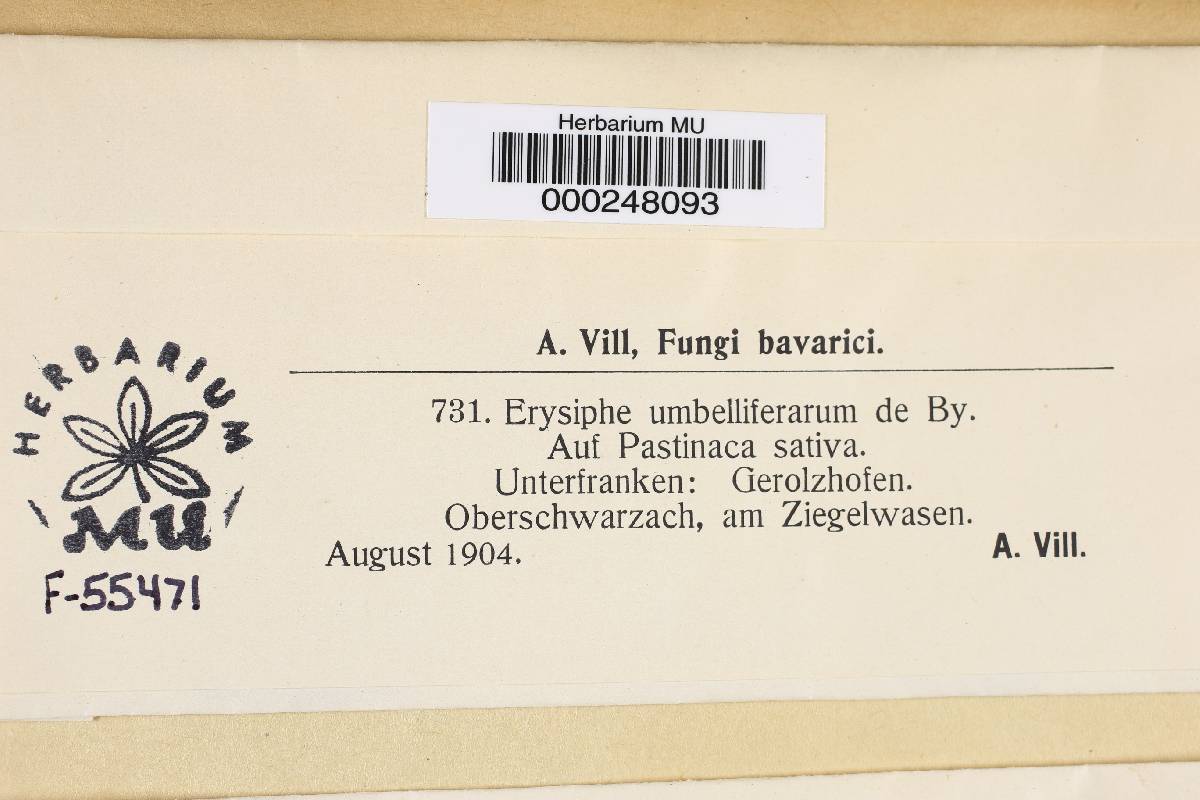 Herbarium MU
000248093
A. Vill, Fungi bavarici.
731. Erysiphe umbelliferarum de By.
Auf Pastinaca sativa.
Unterfranken: Gerolzhofen.
Oberschwarzach, am Ziegelwasen.
August 1904.
A. Vill.
HERBARIUM
MU
F-55471